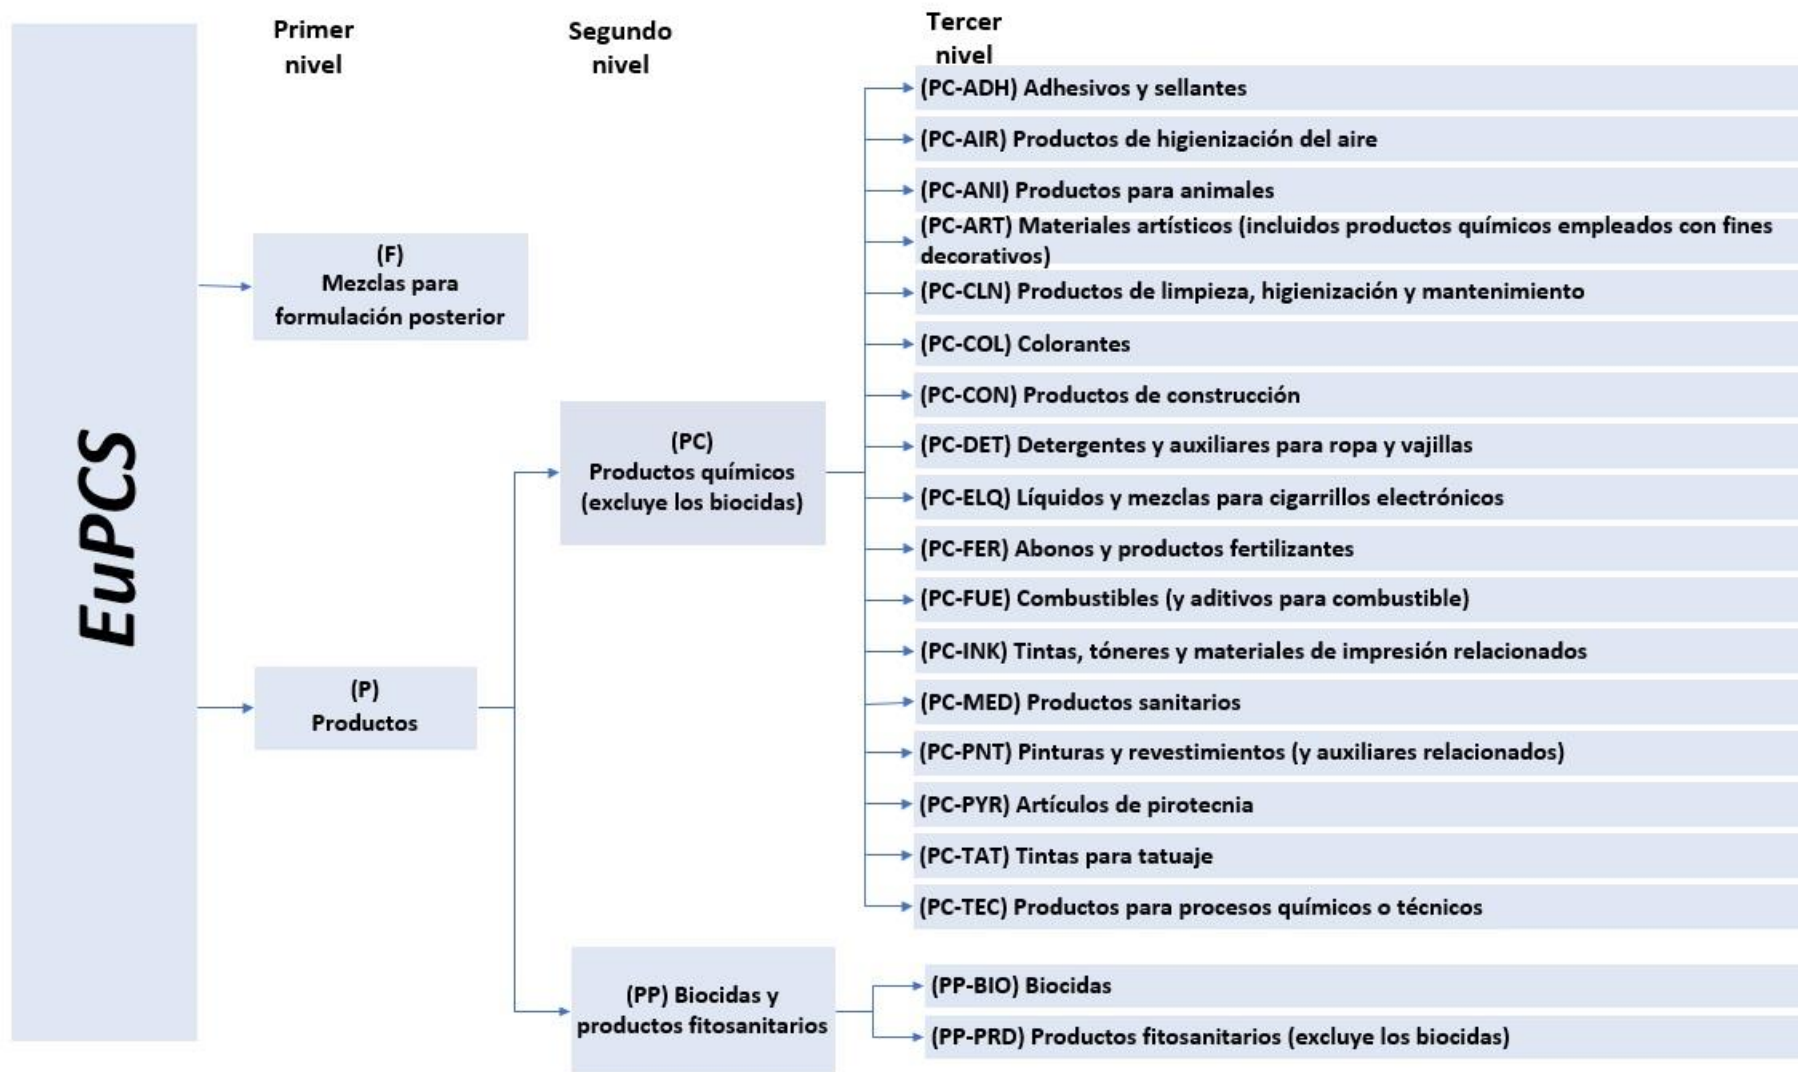 Primer
nivel
Segundo
nivel
Tercer
nivel
EuPCS
(F)
Mezclas para
formulación posterior
(P)
Productos
(PC)
Productos químicos
(excluye los biocidas)
(PC-ADH) Adhesivos y sellantes
(PC-AIR) Productos de higienización del aire
(PC-ANI) Productos para animales
(PC-ART) Materiales artísticos (incluidos productos químicos empleados con fines
decorativos)
(PC-CLN) Productos de limpieza, higienización y mantenimiento
(PC-COL) Colorantes
(PC-CON) Productos de construcción
(PC-DET) Detergentes y auxiliares para ropa y vajillas
(PC-ELQ) Líquidos y mezclas para cigarrillos electrónicos
(PC-FER) Abonos y productos fertilizantes
(PC-FUE) Combustibles (y aditivos para combustible)
(PC-INK) Tintas, tóneres y materiales de impresión relacionados
(PC-MED) Productos sanitarios
(PC-PNT) Pinturas y revestimientos (y auxiliares relacionados)
(PC-PYR) Artículos de pirotecnia
(PC-TAT) Tintas para tatuaje
(PC-TEC) Productos para procesos químicos o técnicos
(PP) Biocidas y
productos fitosanitarios
(PP-BIO) Biocidas
(PP-PRD) Productos fitosanitarios (excluye los biocidas)